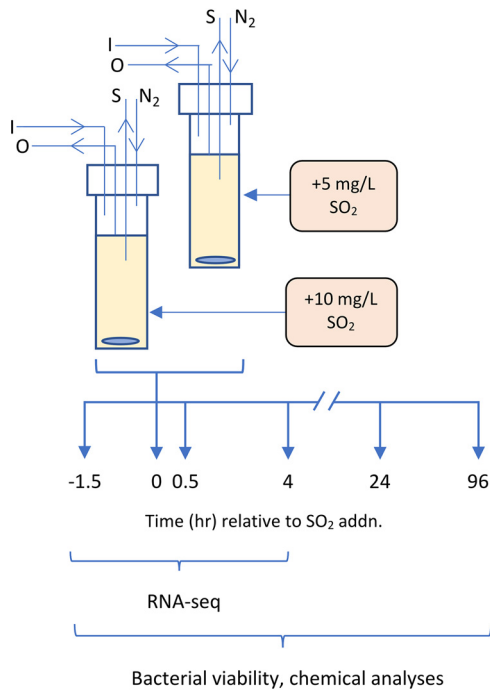 S N₂
I
O
S N₂
I
O
+5 mg/L
SO₂
+10 mg/L
SO₂
-1.5 0 0.5 4 24 96
Time (hr) relative to SO₂ addn.
RNA-seq
Bacterial viability, chemical analyses